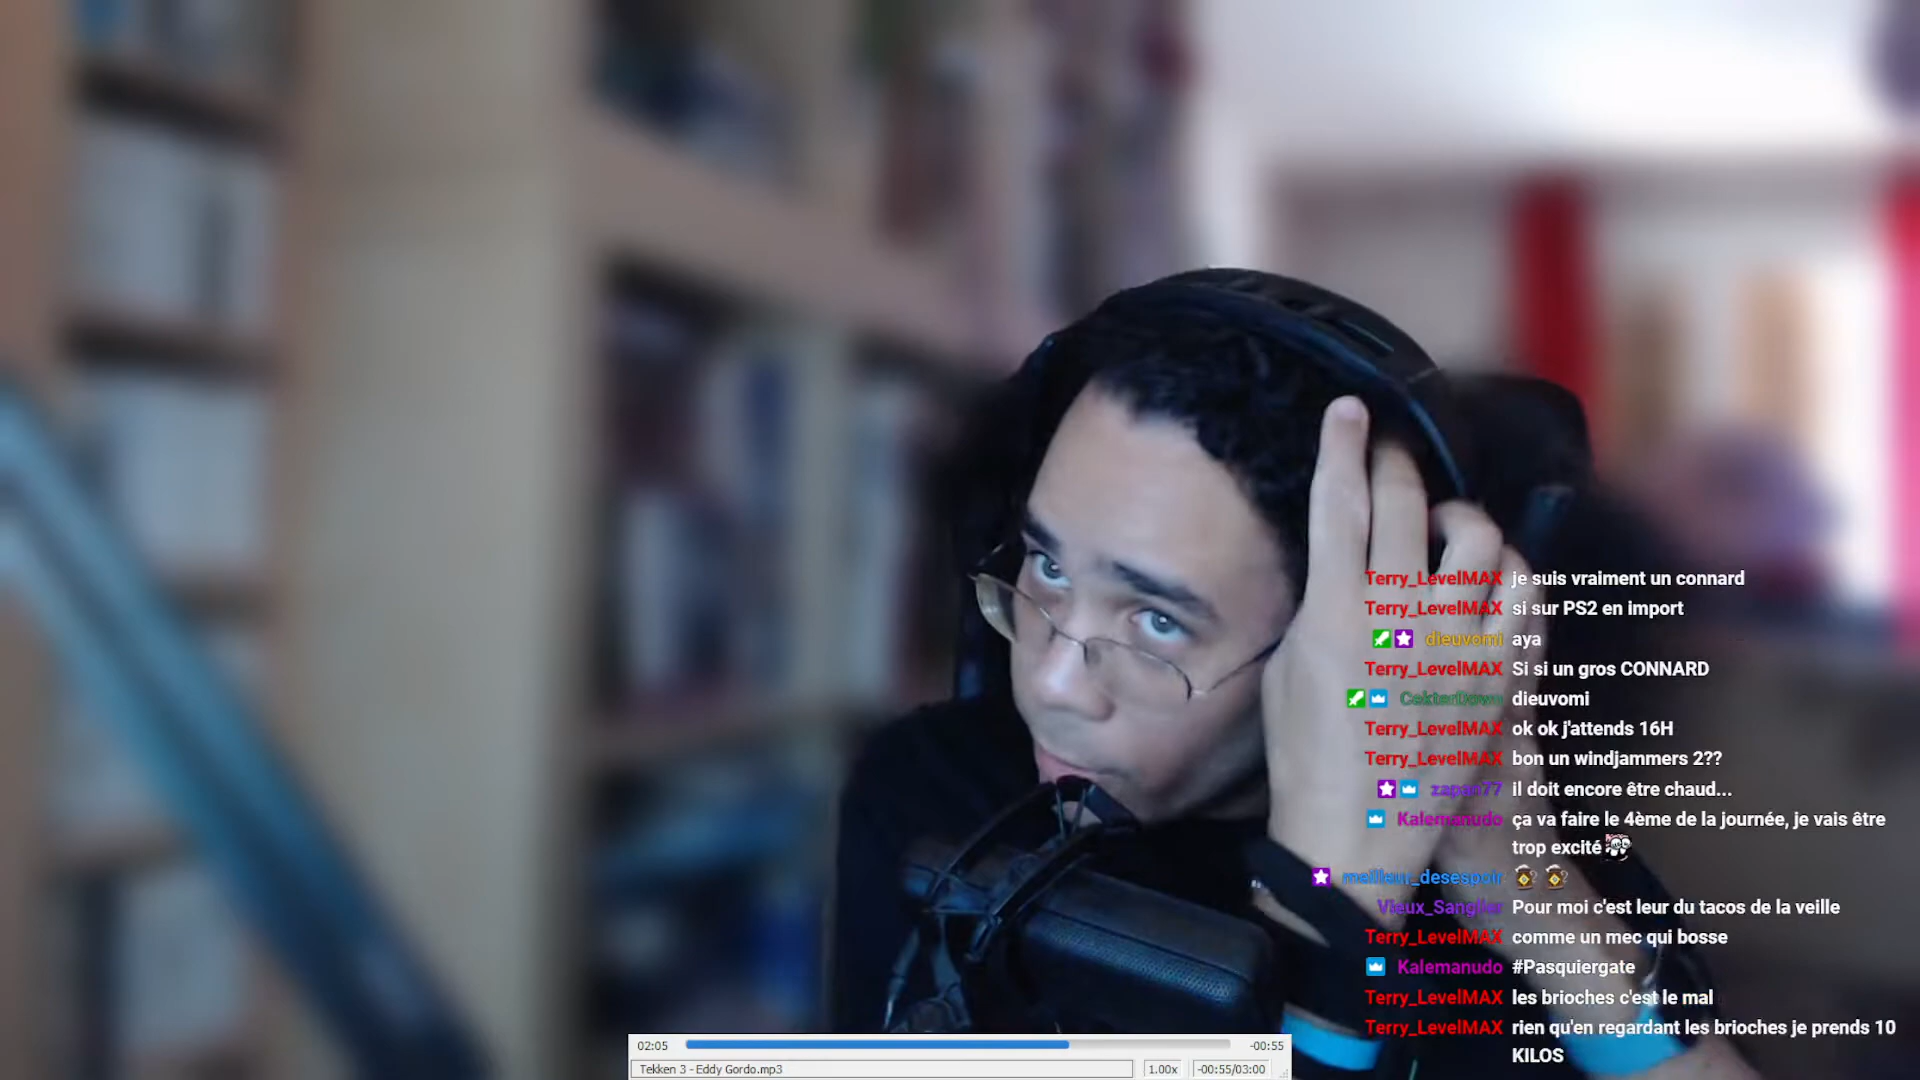 Terry_LevelMAX je suis vraiment un connard
Terry_LevelMAX si sur PS2 en import
dieuvomi aya
Terry_LevelMAX Si si un gros CONNARD
CekterDown dieuvomi
Terry_LevelMAX ok ok j'attends 16H
Terry_LevelMAX bon un windjammers 2??
zapan77 il doit encore être chaud...
Kalemanudo ça va faire le 4ème de la journée, je vais être
trop excité
meilleur_desespoir
Vieux_Sanglier Pour moi c'est leur du tacos de la veille
Terry_LevelMAX comme un mec qui bosse
Kalemanudo #Pasquiergate
Terry_LevelMAX les brioches c'est le mal
Terry_LevelMAX rien qu'en regardant les brioches je prends 10
KILOS
02:05 -00:55
Tekken 3 - Eddy Gordo.mp3 1.00x -00:55/03:00